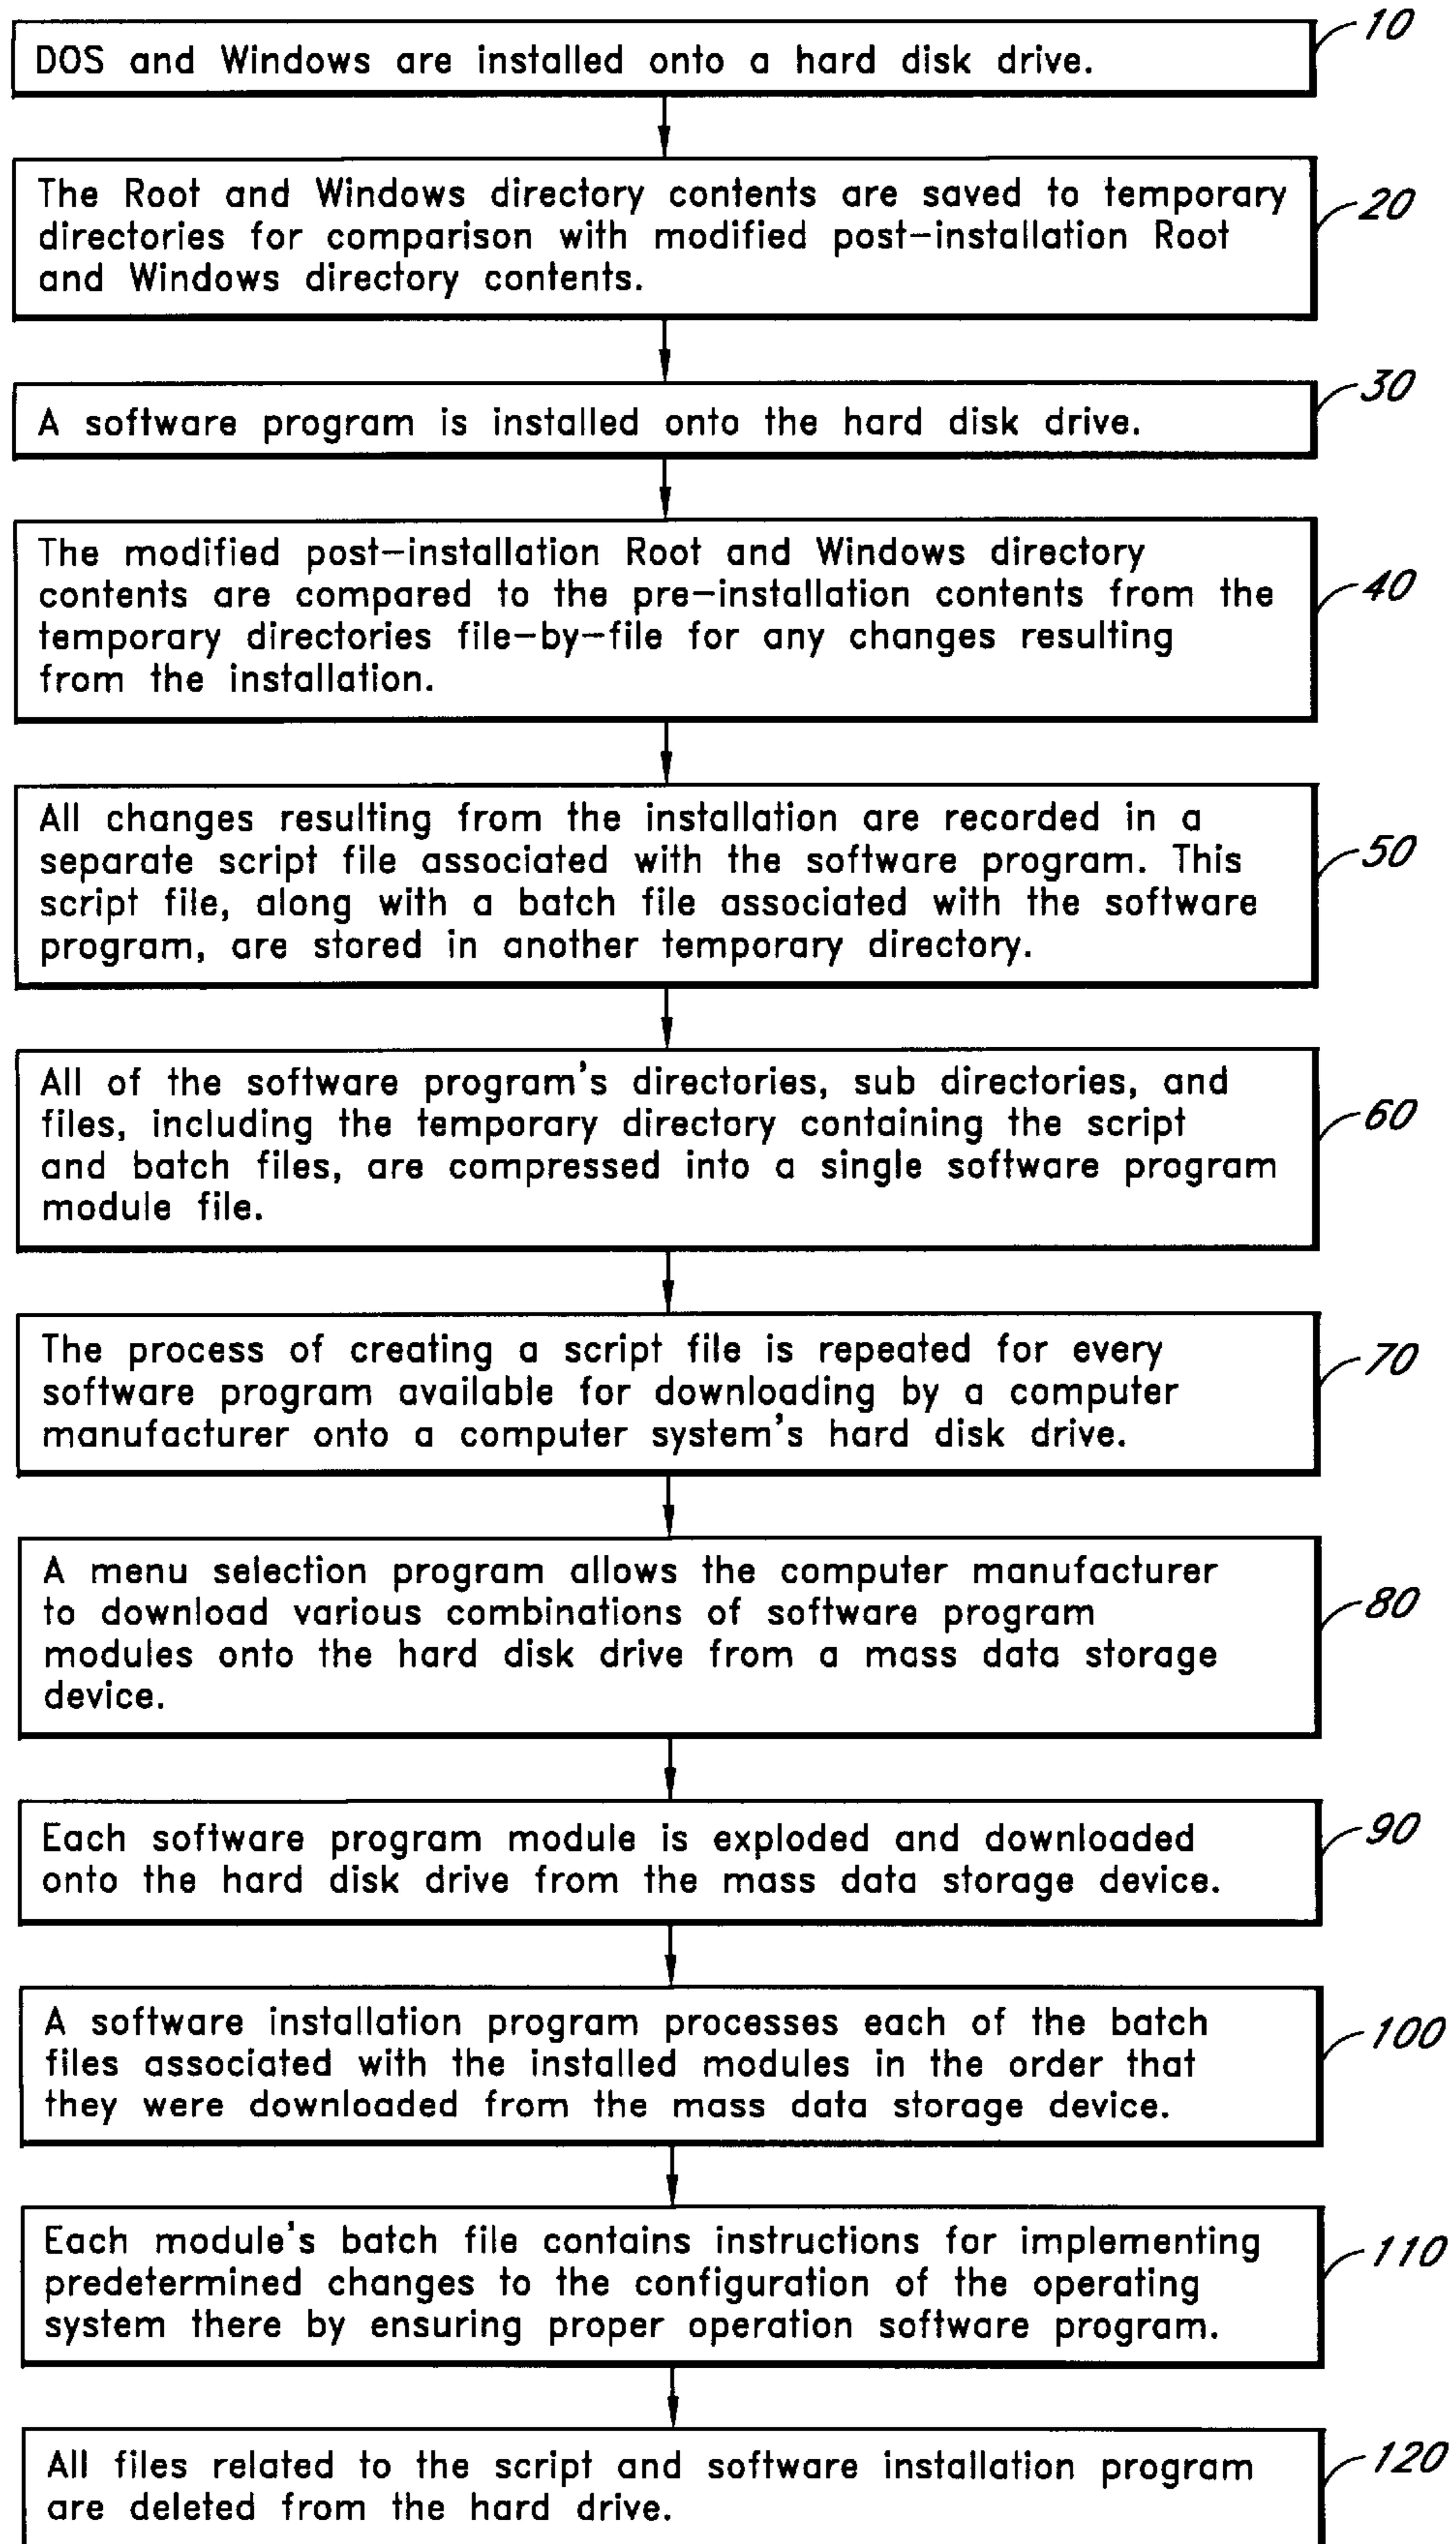 10
DOS and Windows are installed onto a hard disk drive.
The Root and Windows directory contents are saved to temporary
directories for comparison with modified post-installation Root
and Windows directory contents.
20
30
A software program is installed onto the hard disk drive.
The modified post-installation Root and Windows directory
contents are compared to the pre-installation contents from the
temporary directories file-by-file for any changes resulting
from the installation.
40
All changes resulting from the installation are recorded in a
separate script file associated with the software program. This
script file, along with a batch file associated with the software
program, are stored in another temporary directory.
50
All of the software program's directories, sub directories, and
files, including the temporary directory containing the script
and batch files, are compressed into a single software program
module file.
60
The process of creating a script file is repeated for every
software program available for downloading by a computer
manufacturer onto a computer system's hard disk drive.
70
A menu selection program allows the computer manufacturer
to download various combinations of software program
modules onto the hard disk drive from a mass data storage
device.
80
Each software program module is exploded and downloaded
onto the hard disk drive from the mass data storage device.
90
A software installation program processes each of the batch
files associated with the installed modules in the order that
they were downloaded from the mass data storage device.
100
Each module's batch file contains instructions for implementing
predetermined changes to the configuration of the operating
system there by ensuring proper operation software program.
110
All files related to the script and software installation program
are deleted from the hard drive.
120